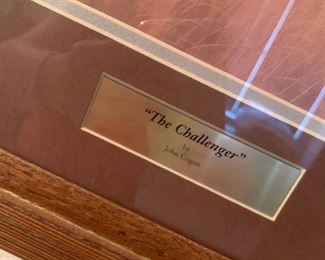 “The Challenger”
by
John Cogan